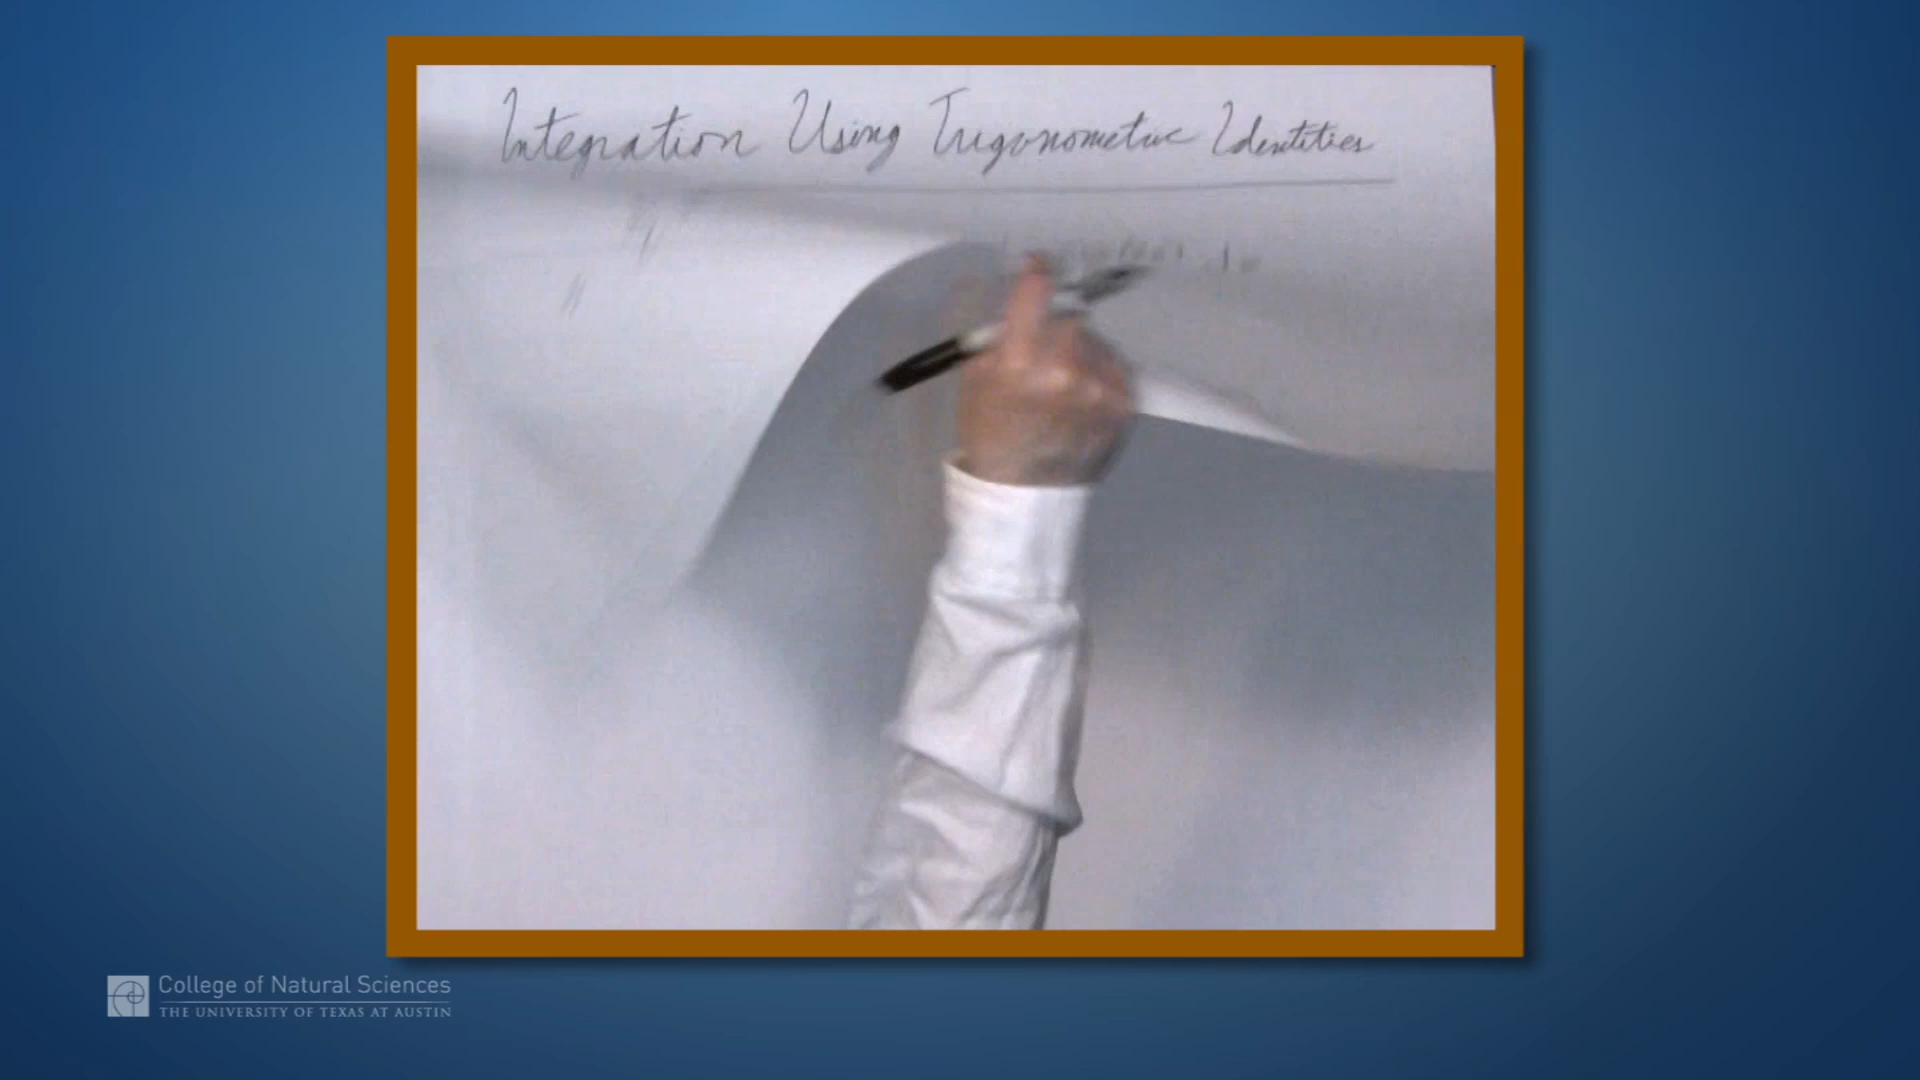 Integration Using Trigonometric Identities
College of Natural Sciences
THE UNIVERSITY OF TEXAS AT AUSTIN